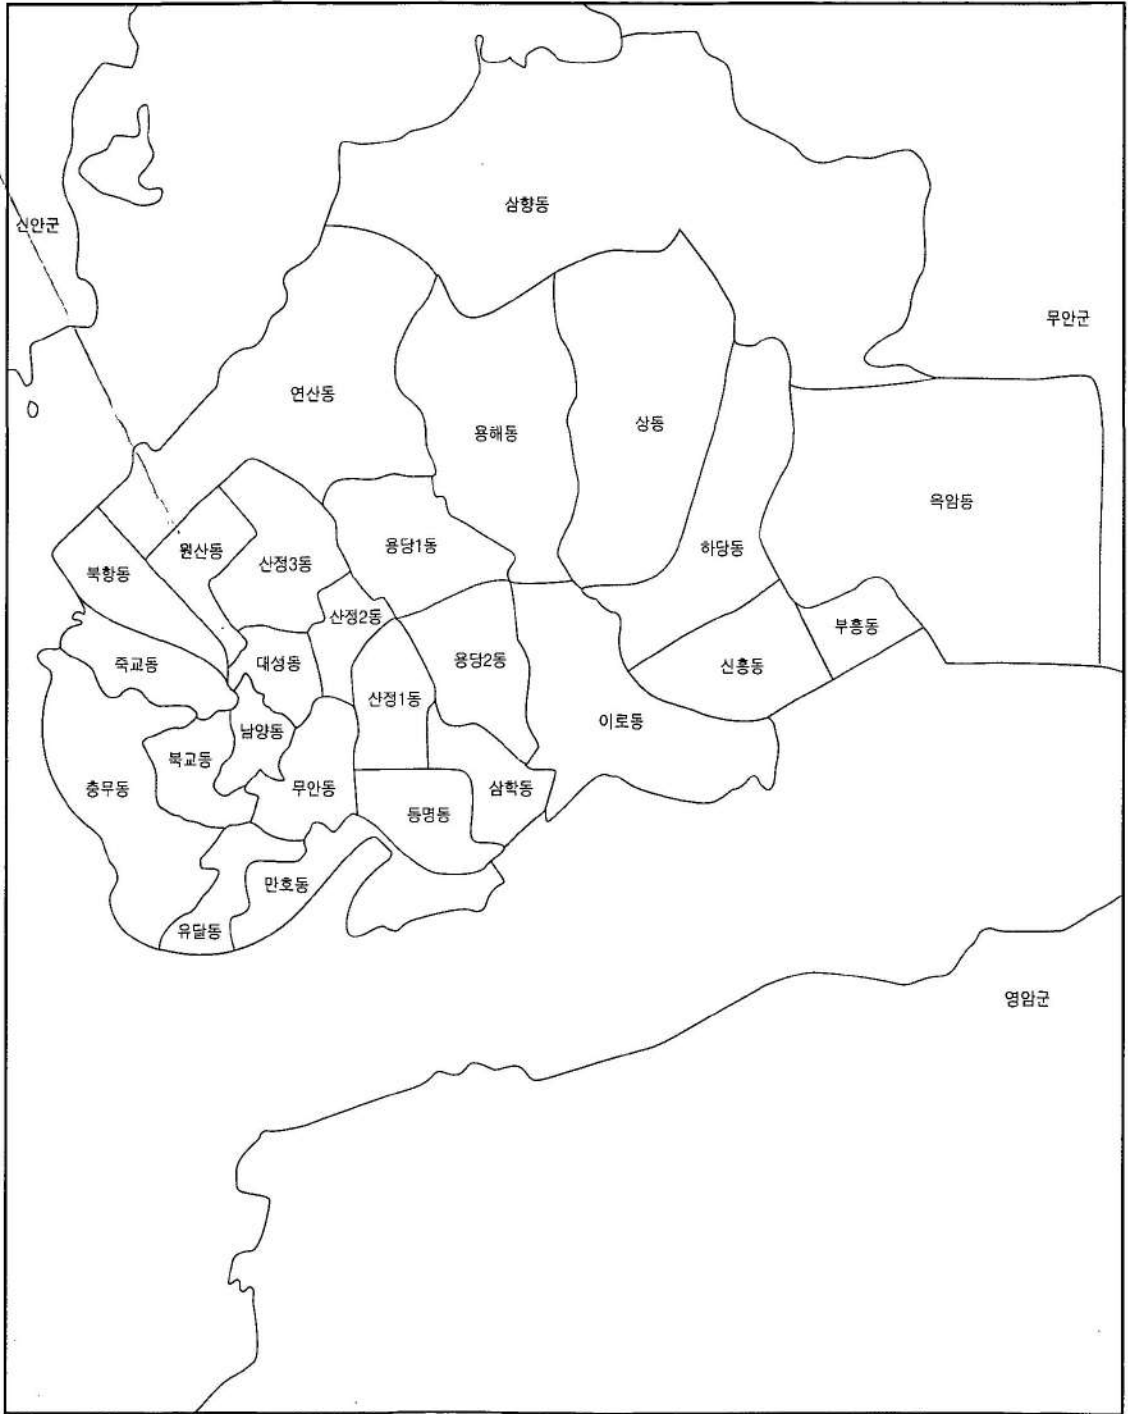 삼향동
신안군
무안군
연산동
상동
용해동
옥암동
용당1동
하당동
원산동
산정3동
북항동
산정2동
부흥동
죽교동
대성동
용당2동
신흥동
산정1동
이로동
남양동
북교동
충무동
무안동
삼학동
동명동
만호동
유달동
영암군